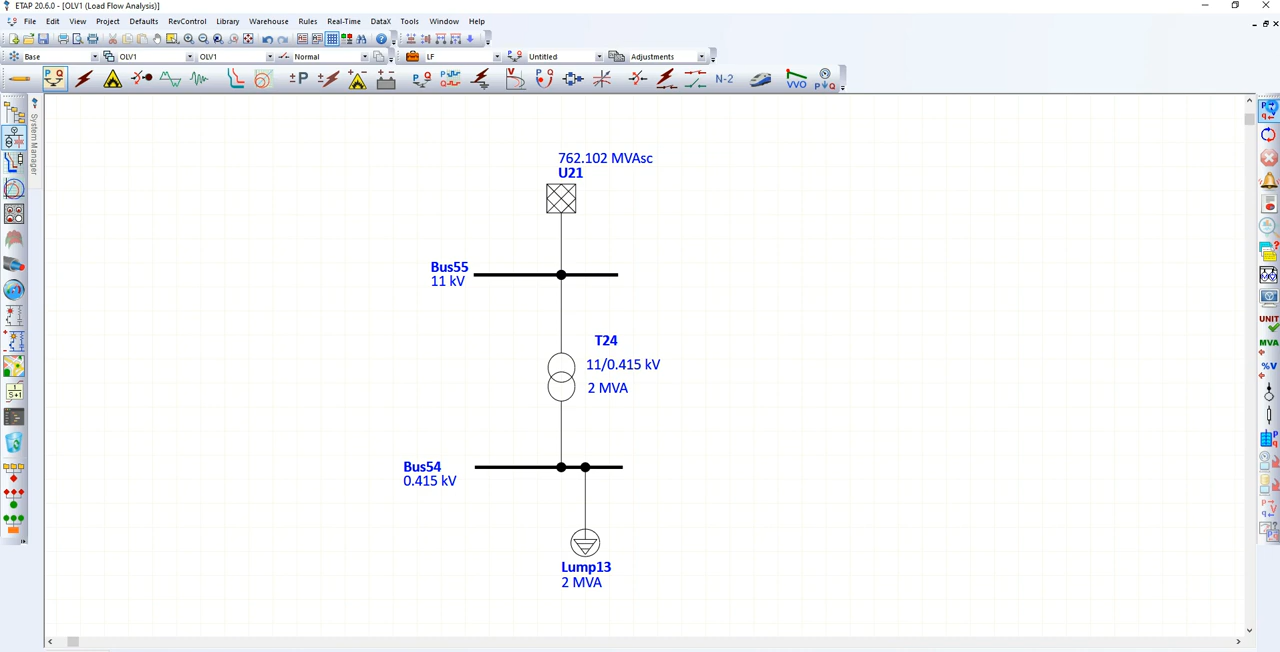 ETAP 20.6.0 - [OLV1 (Load Flow Analysis)]
File Edit View Project Defaults RevControl Library Warehouse Rules Real-Time DataX Tools Window Help
Base OLV1 OLV1 Normal LF Untitled Adjustments
P Q ±P N-2 VVO P↓Q
System Manager
762.102 MVAsc
U21
Bus55
11 kV
T24
11/0.415 kV
2 MVA
Bus54
0.415 kV
Lump13
2 MVA
UNIT
MVA
%V